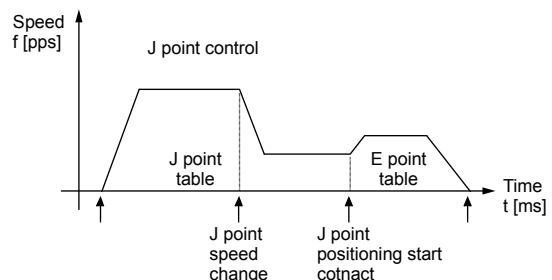 Speed
f [pps]
J point control
J point
table
E point
table
Time
t [ms]
J point
speed
change
J point
positioning start
cotnact